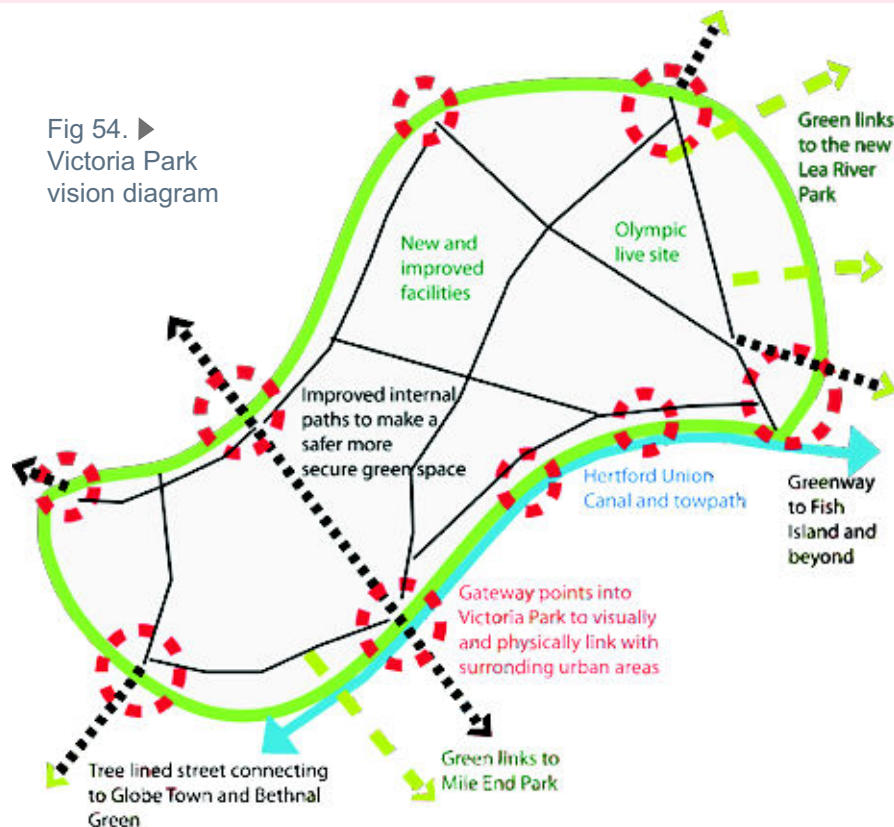 Fig 54. ▶
Victoria Park
vision diagram
Green links
to the new
Lea River
Park
Olympic
live site
New and
improved
facilities
Improved internal
paths to make a
safer more
secure green space
Hertford Union
Canal and towpath
Greenway
to Fish
Island and
beyond
Gateway points into
Victoria Park to visually
and physically link with
surronding urban areas
Green links to
Mile End Park
Tree lined street connecting
to Globe Town and Bethnal
Green